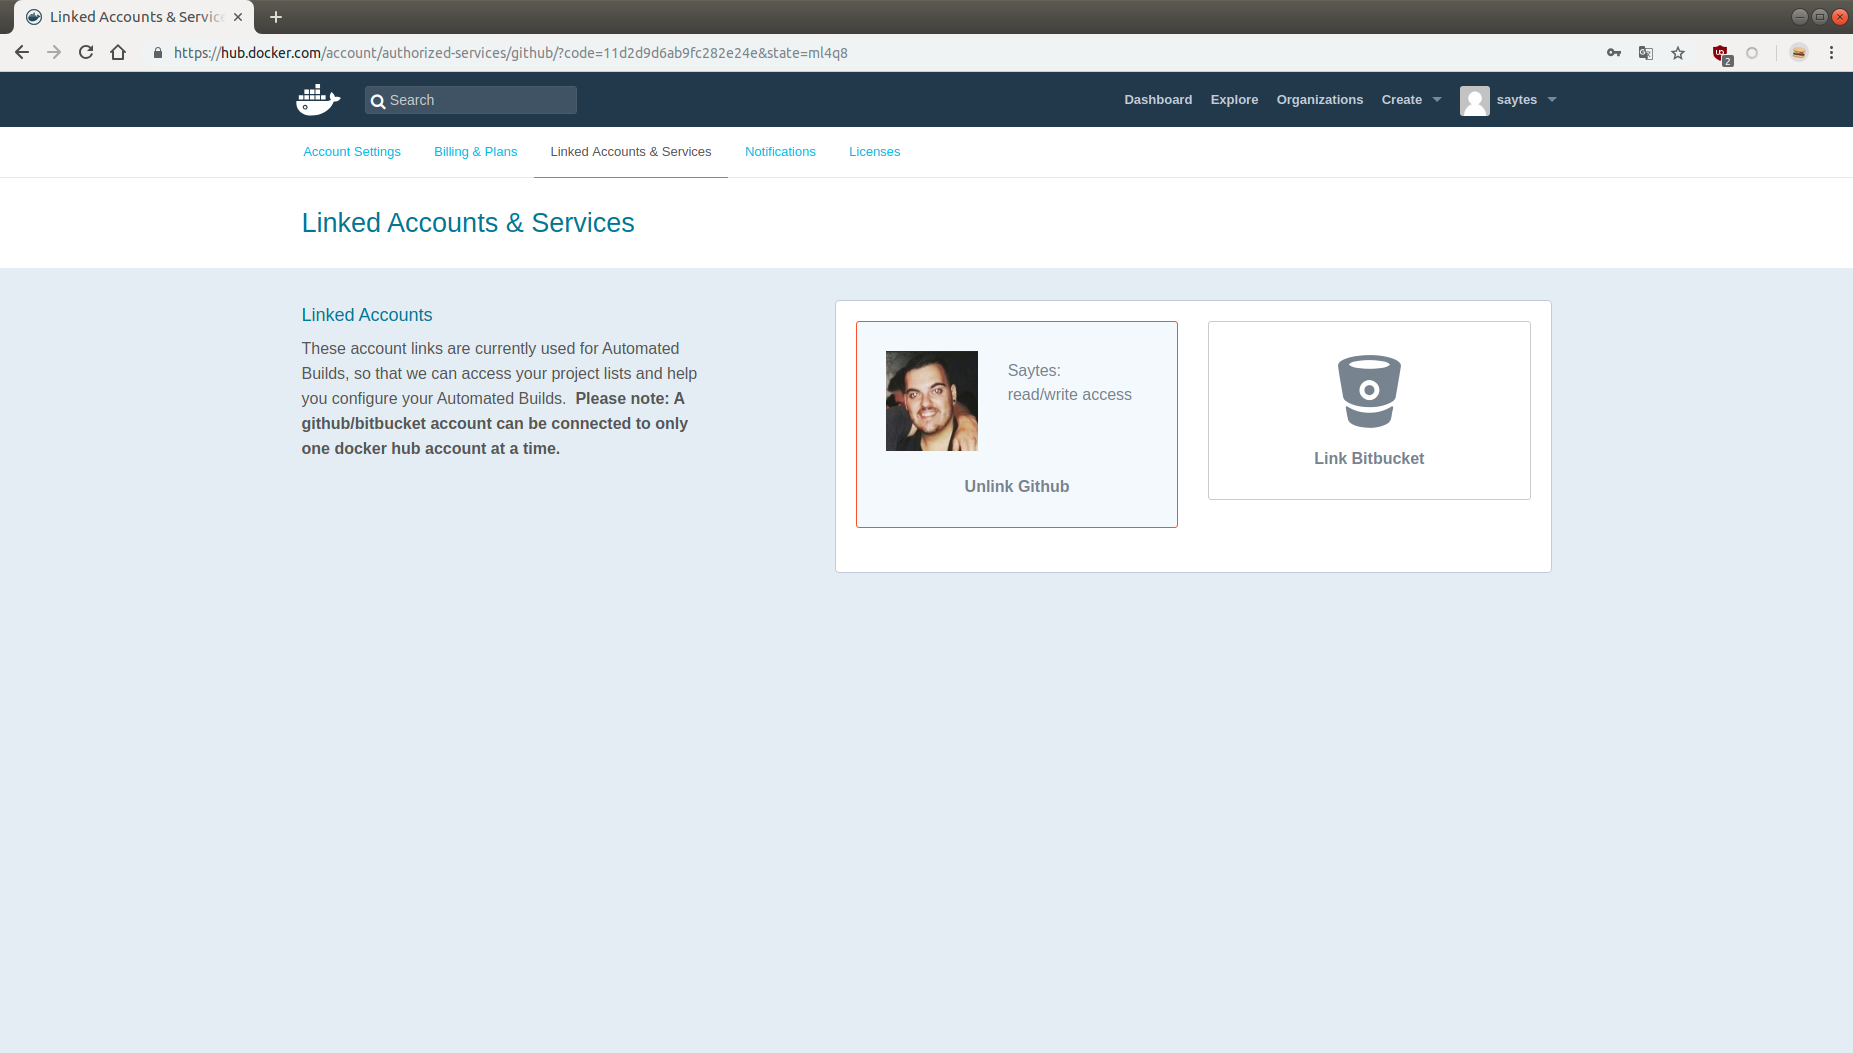 Linked Accounts & Service
https://hub.docker.com/account/authorized-services/github/?code=11d2d9d6ab9fc282e24e&state=ml4q8
2
Search
Dashboard
Explore
Organizations
Create
saytes
Account Settings
Billing & Plans
Linked Accounts & Services
Notifications
Licenses
Linked Accounts & Services
Linked Accounts
These account links are currently used for Automated
Builds, so that we can access your project lists and help
you configure your Automated Builds. Please note: A
github/bitbucket account can be connected to only
one docker hub account at a time.
Saytes:
read/write access
Unlink Github
Link Bitbucket